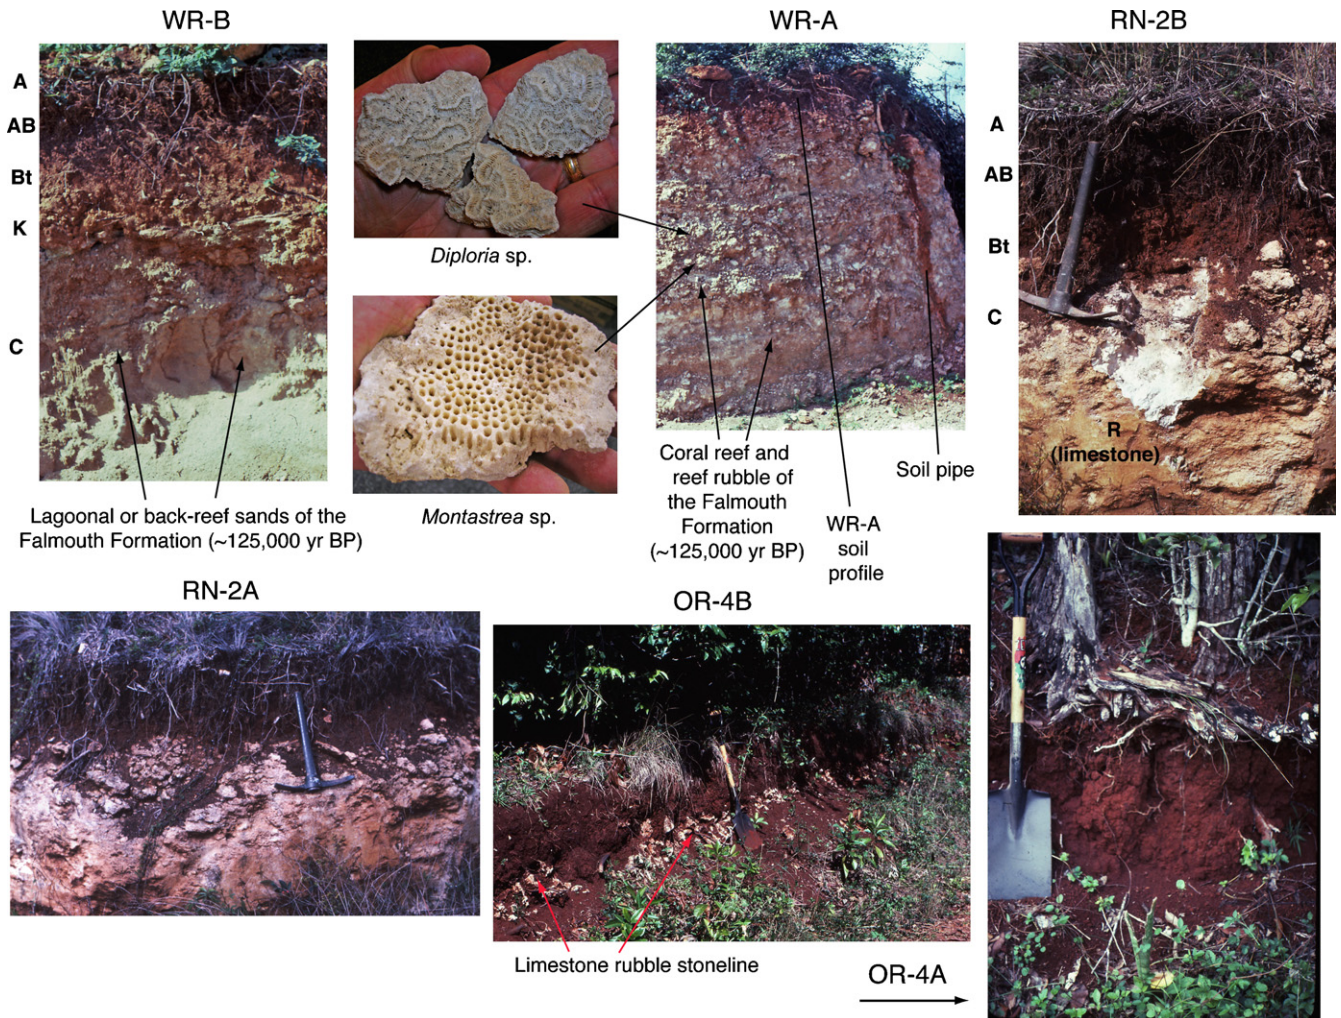 WR-B
WR-A
RN-2B
A
AB
Bt
K
C
Diploria sp.
Montastrea sp.
Lagoonal or back-reef sands of the
Falmouth Formation (~125,000 yr BP)
Coral reef and
reef rubble of
the Falmouth
Formation
(~125,000 yr BP)
WR-A
soil
profile
Soil pipe
A
AB
Bt
C
R
(limestone)
RN-2A
OR-4B
Limestone rubble stoneline
OR-4A